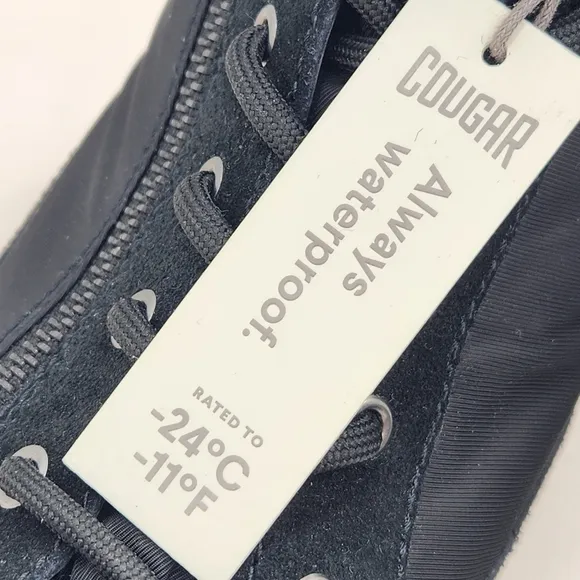 COUGAR
Always
waterproof.
RATED TO
-24°C
-11°F